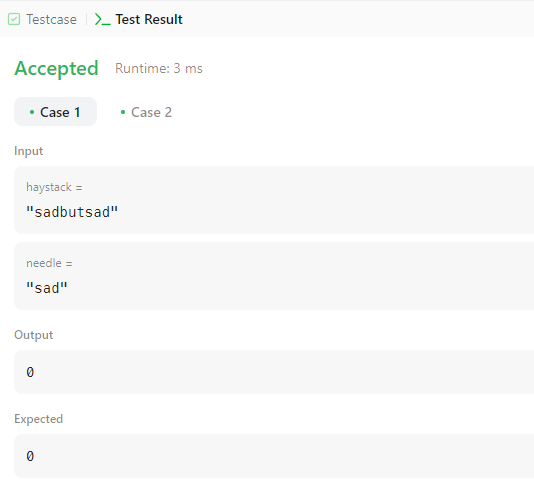 Testcase | Test Result
Accepted Runtime: 3 ms
• Case 1 • Case 2
Input
haystack =
"sadbutsad"
needle =
"sad"
Output
0
Expected
0